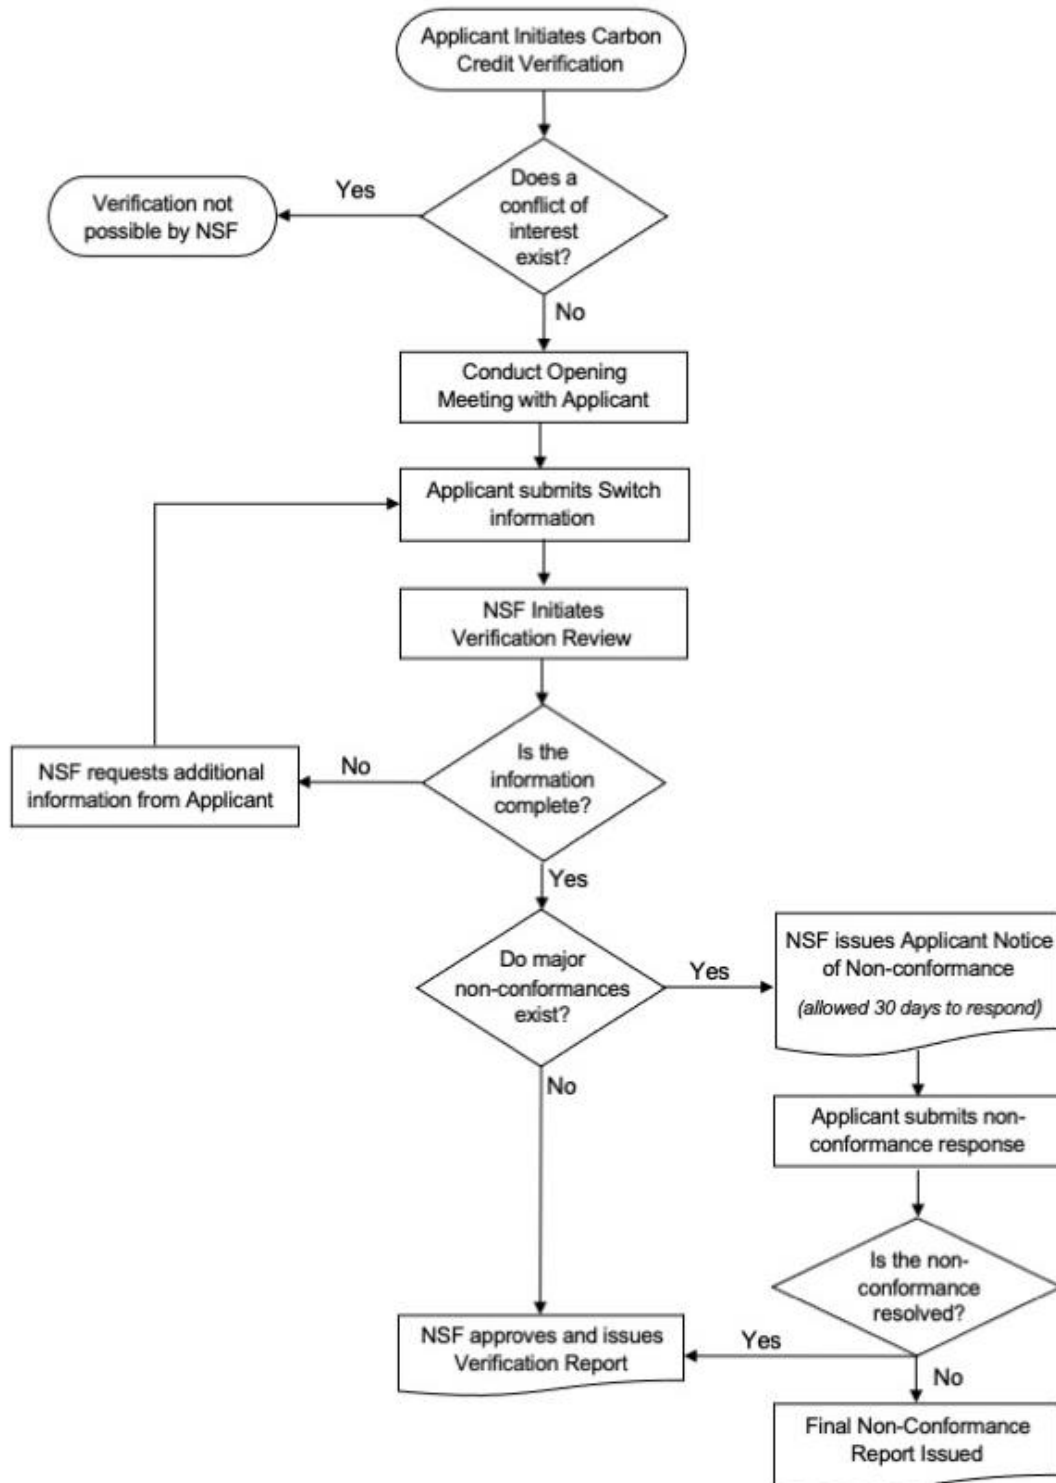 Applicant Initiates Carbon
Credit Verification
Does a
conflict of
interest
exist?
Yes
Verification not
possible by NSF
No
Conduct Opening
Meeting with Applicant
Applicant submits Switch
information
NSF Initiates
Verification Review
Is the
information
complete?
No
NSF requests additional
information from Applicant
Yes
Do major
non-conformances
exist?
Yes
NSF issues Applicant Notice
of Non-conformance
(allowed 30 days to respond)
No
Applicant submits non-
conformance response
Is the non-
conformance
resolved?
Yes
NSF approves and issues
Verification Report
No
Final Non-Conformance
Report Issued